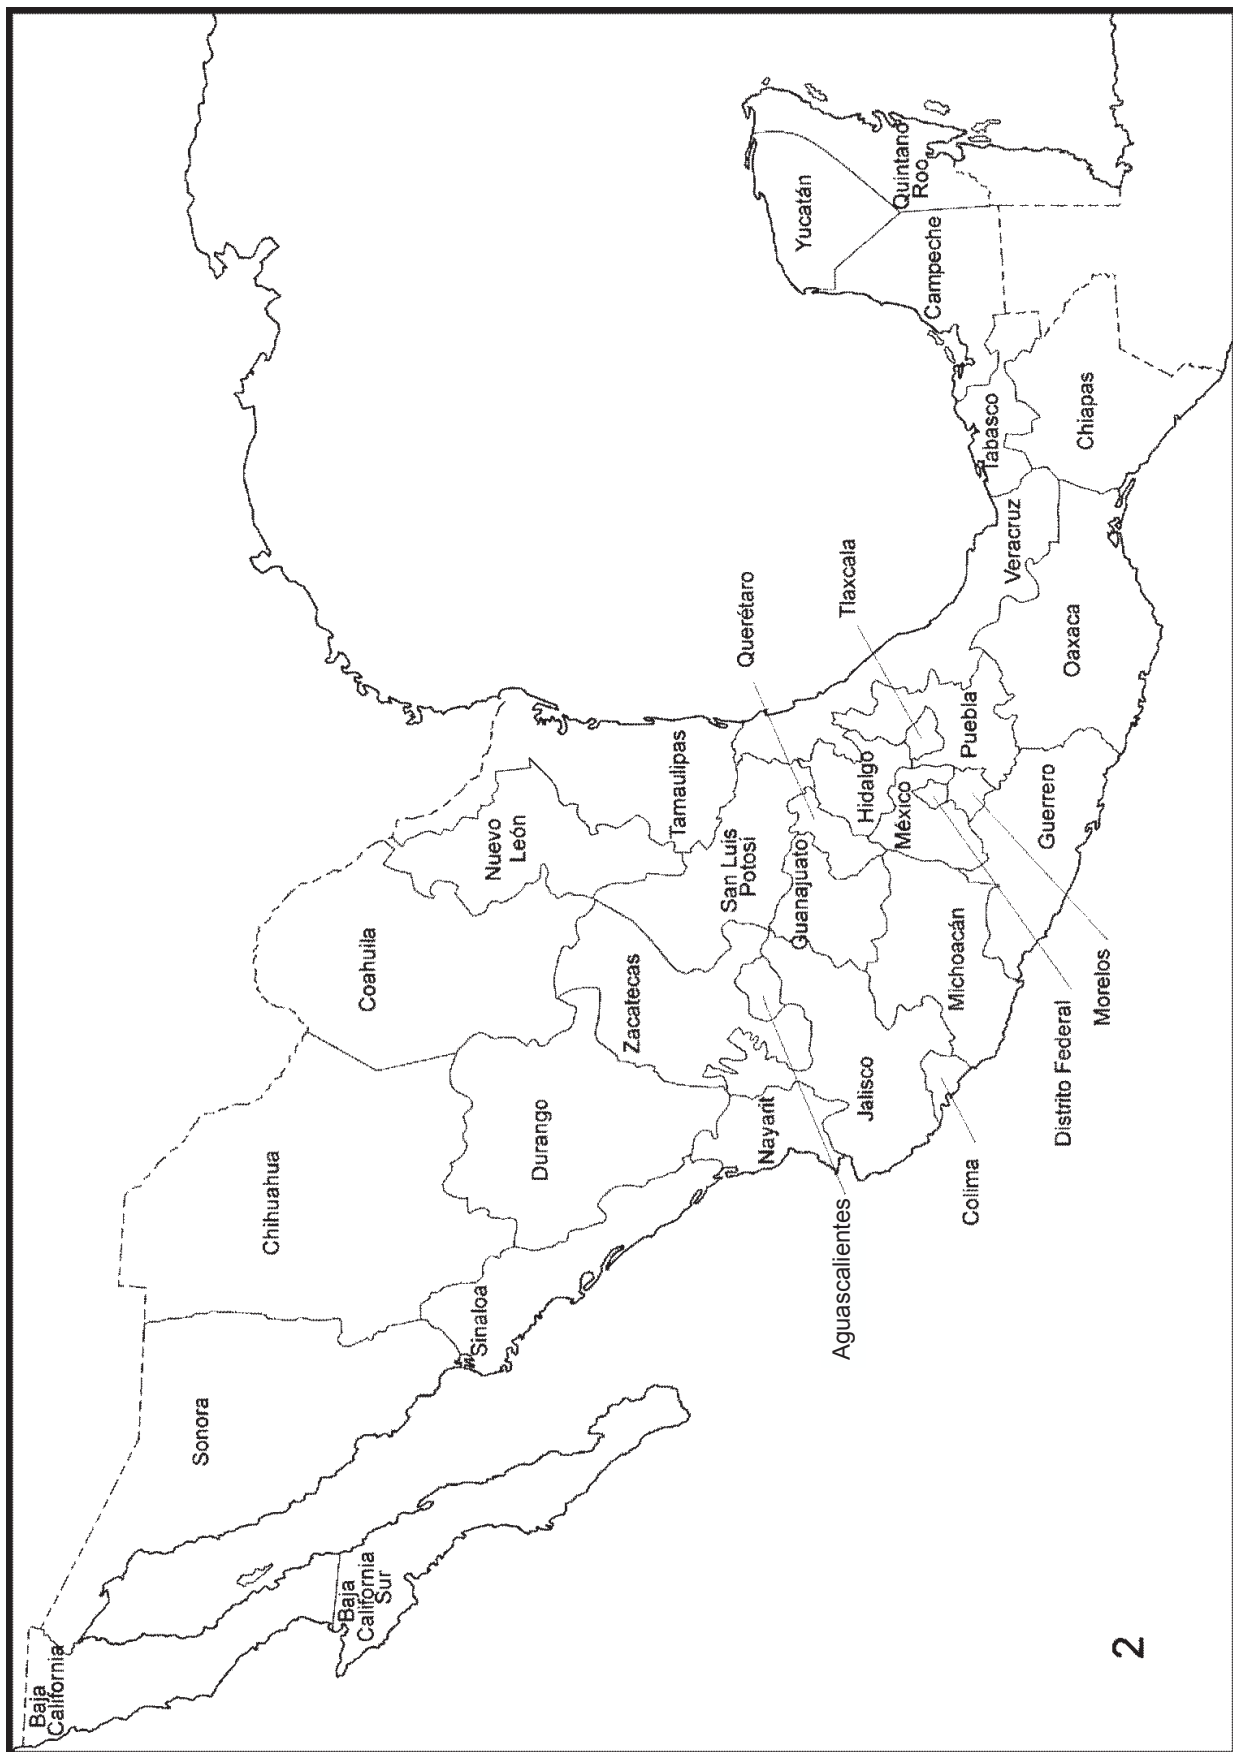 Baja
California
Sonora
Chihuahua
Coahuila
Baja
California
Sur
Sinaloa
Durango
Nuevo
León
Zacatecas
Tamaulipas
San Luis
Potosí
Nayarit
Aguascalientes
Jalisco
Guanajuato
Querétaro
Hidalgo
México
Tlaxcala
Puebla
Michoacán
Colima
Distrito Federal
Morelos
Guerrero
Veracruz
Oaxaca
Tabasco
Chiapas
Campeche
Yucatán
Quintano
Roo
2